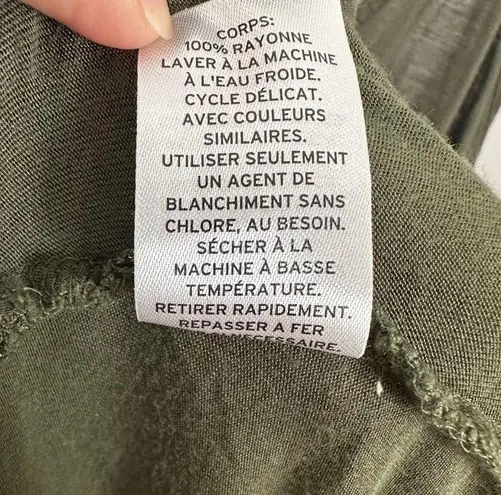 CORPS:
100% RAYONNE
LAVER À LA MACHINE
À L'EAU FROIDE.
CYCLE DÉLICAT.
AVEC COULEURS
SIMILAIRES.
UTILISER SEULEMENT
UN AGENT DE
BLANCHIMENT SANS
CHLORE, AU BESOIN.
SÉCHER À LA
MACHINE À BASSE
TEMPÉRATURE.
RETIRER RAPIDEMENT.
REPASSER A FER
NÉCESSAIRE.